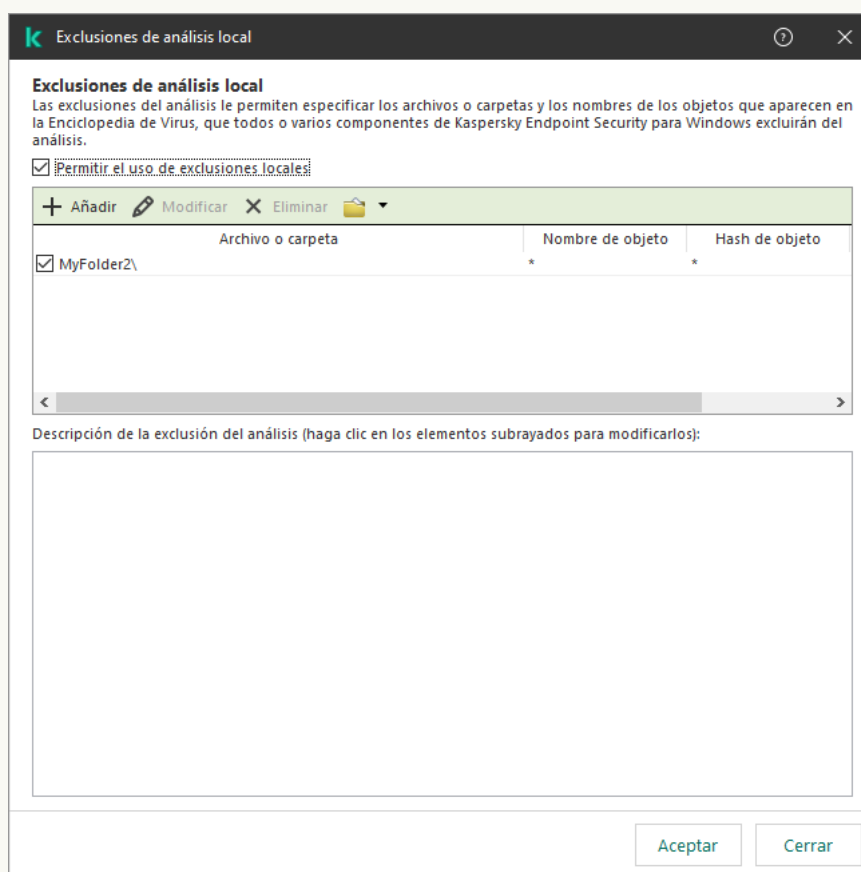 Exclusiones de análisis local
Exclusiones de análisis local
Las exclusiones del análisis le permiten especificar los archivos o carpetas y los nombres de los objetos que aparecen en
la Enciclopedia de Virus, que todos o varios componentes de Kaspersky Endpoint Security para Windows excluirán del
análisis.
Permitir el uso de exclusiones locales
Añadir Modificar Eliminar
Archivo o carpeta Nombre de objeto Hash de objeto
MyFolder2\ * *
Descripción de la exclusión del análisis (haga clic en los elementos subrayados para modificarlos):
Aceptar Cerrar